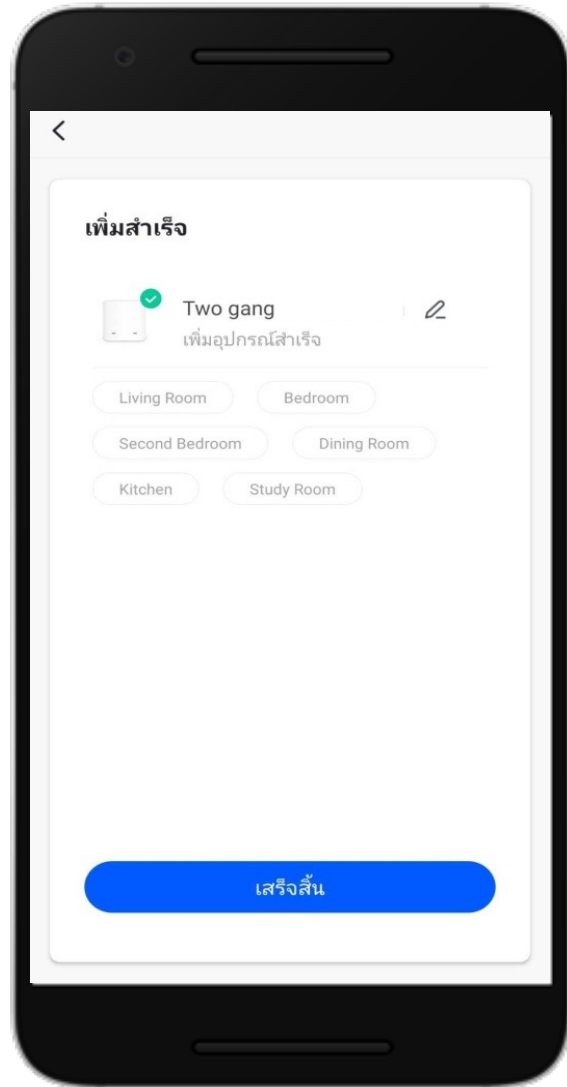 เพิ่มสำเร็จ
Two gang
เพิ่มอุปกรณ์สำเร็จ
Living Room Bedroom
Second Bedroom Dining Room
Kitchen Study Room
เสร็จสิ้น